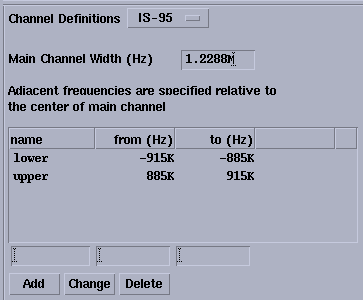 Channel Definitions IS-95
Main Channel Width (Hz) 1.2288M
Adjacent frequencies are specified relative to
the center of main channel
name from (Hz) to (Hz)
lower -915K -885K
upper 885K 915K
Add Change Delete